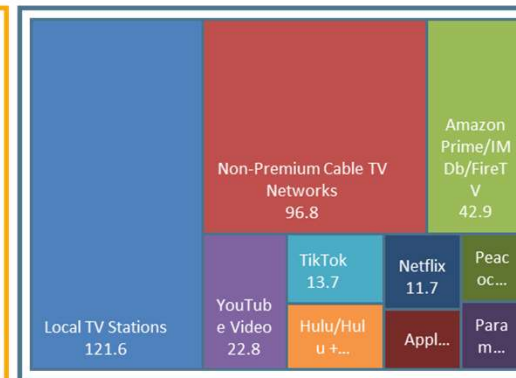 Local TV Stations
121.6
Non-Premium Cable TV
Networks
96.8
Amazon
Prime/IM
Db/FireT
V
42.9
YouTub
e Video
22.8
TikTok
13.7
Hulu/Hul
u +...
Netflix
11.7
Appl...
Peac
oc...
Para
m...